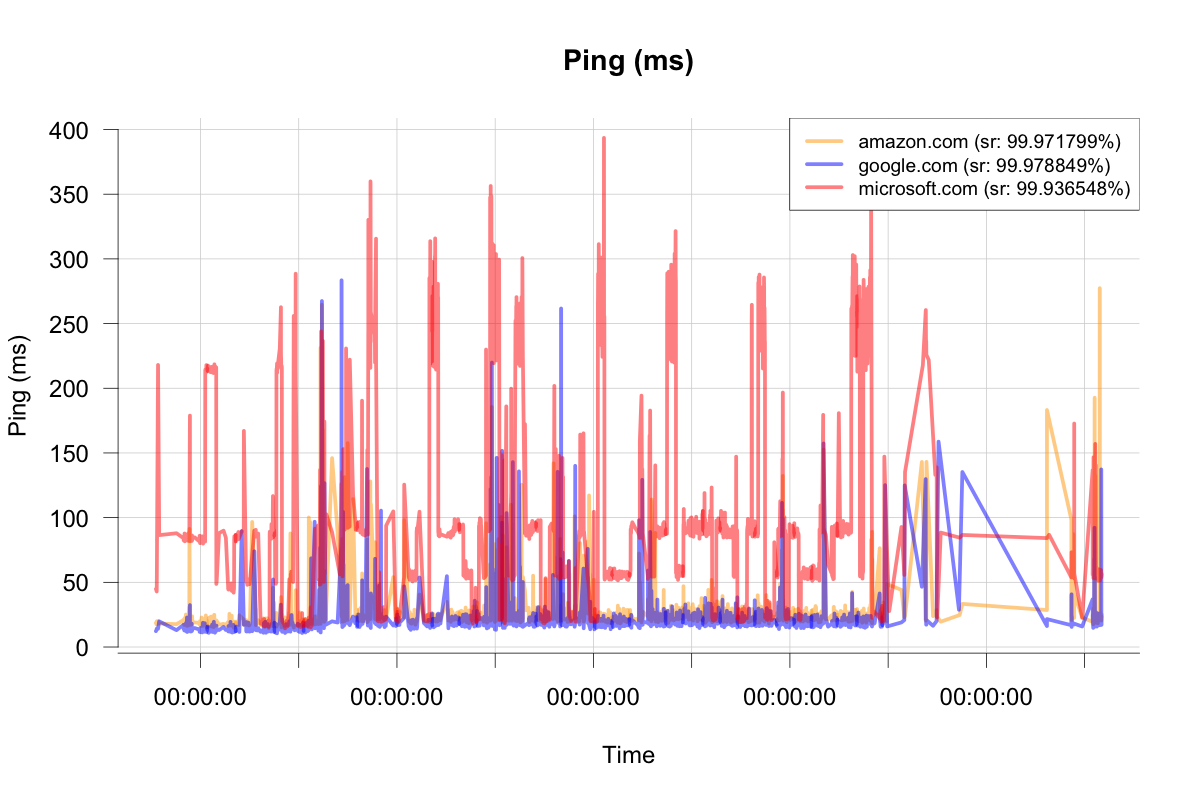 Ping (ms)
amazon.com (sr: 99.971799%)
google.com (sr: 99.978849%)
microsoft.com (sr: 99.936548%)
400
350
300
250
200
150
100
50
0
Ping (ms)
00:00:00 00:00:00 00:00:00 00:00:00 00:00:00
Time